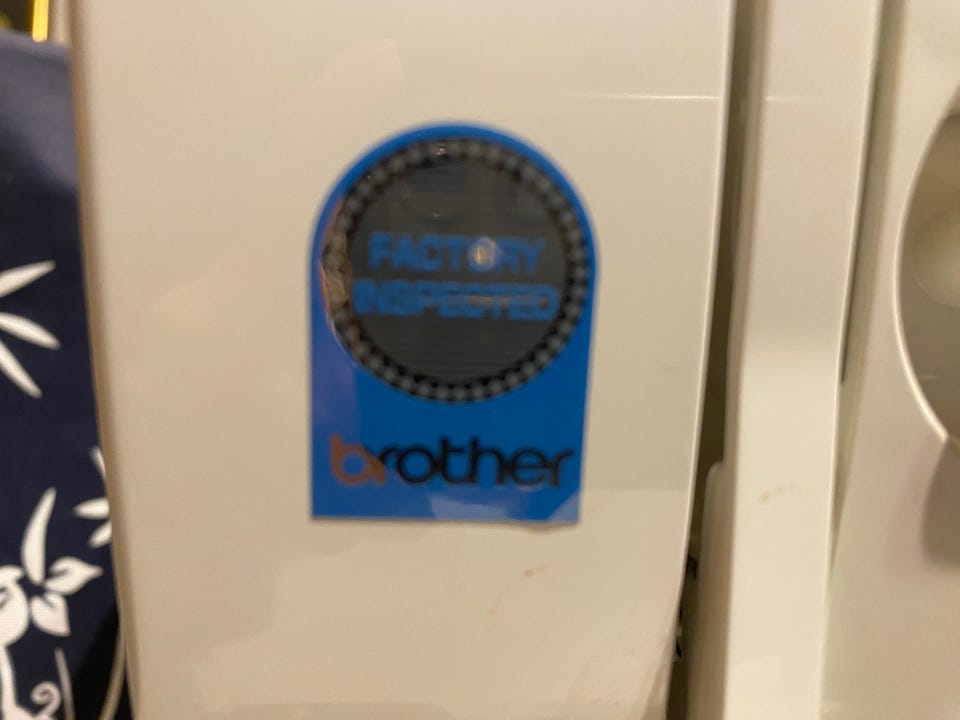 FACTORY
INSPECTED
brother